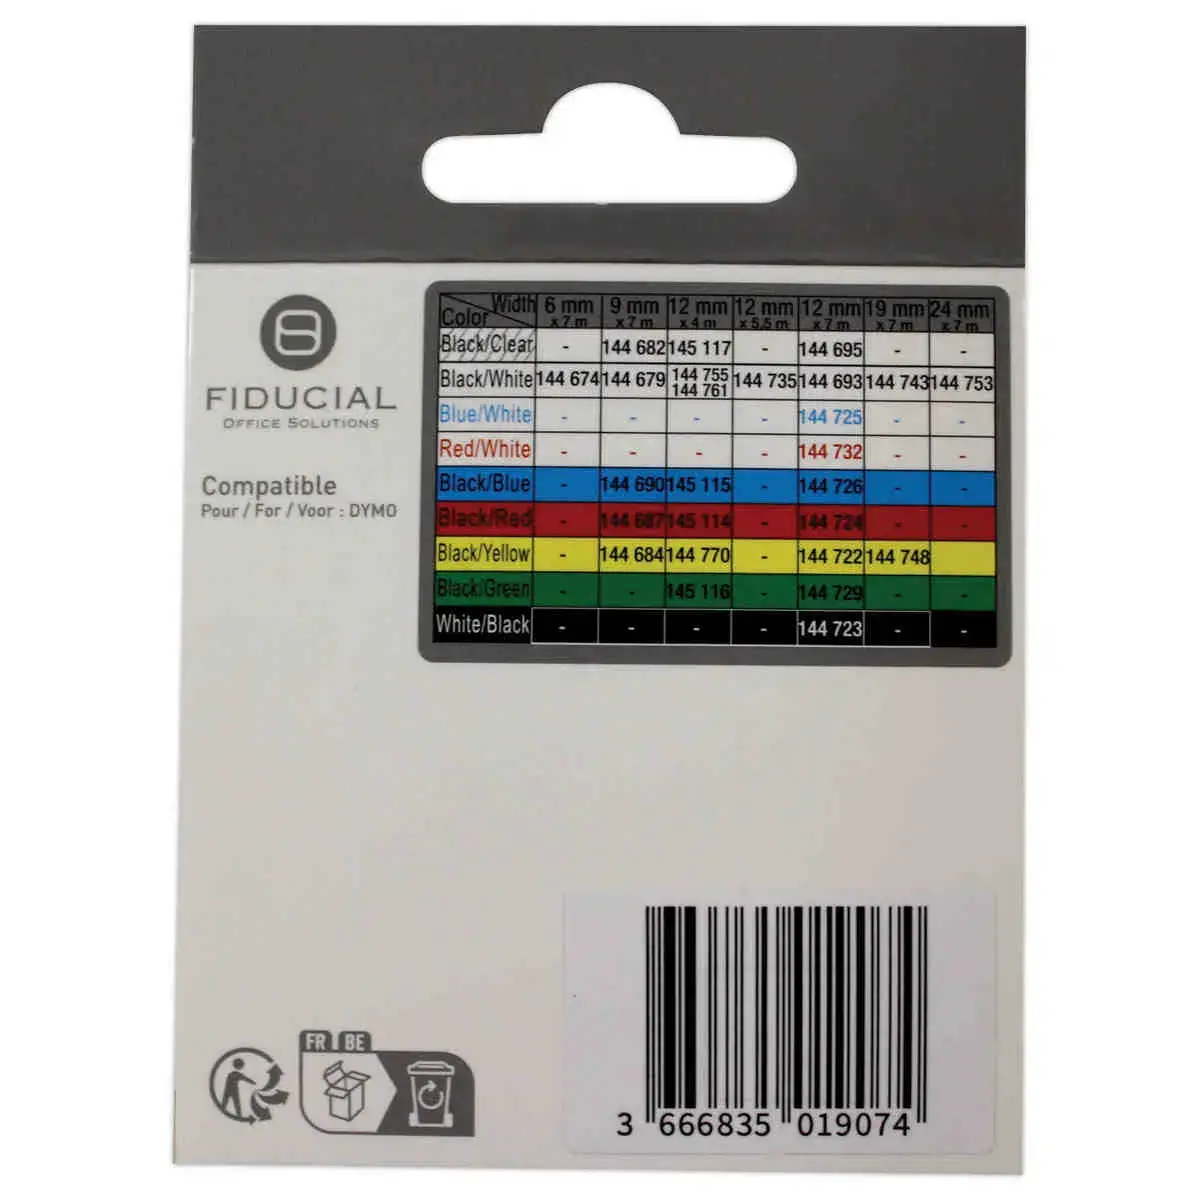 FIDUCIAL
OFFICE SOLUTIONS
Compatible
Pour / For / Voor : DYMO
Width 6 mm 9 mm 12 mm 12 mm 12 mm 19 mm 24 mm
Color x 7 m x 7 m x 4 m x 5,5 m x 7 m x 7 m x 7 m
Black/Clear - 144 682 145 117 - 144 695 - -
Black/White 144 674 144 679 144 755 144 735 144 693 144 743 144 753
144 761
Blue/White - - - - 144 725 - -
Red/White - - - - 144 732 - -
Black/Blue - 144 690 145 115 - 144 726 - -
Black/Red - 144 687 145 114 - 144 724 - -
Black/Yellow - 144 684 144 770 - 144 722 144 748 -
Black/Green - - 145 116 - 144 729 - -
White/Black - - - - 144 723 - -
FR BE
3 666835 019074